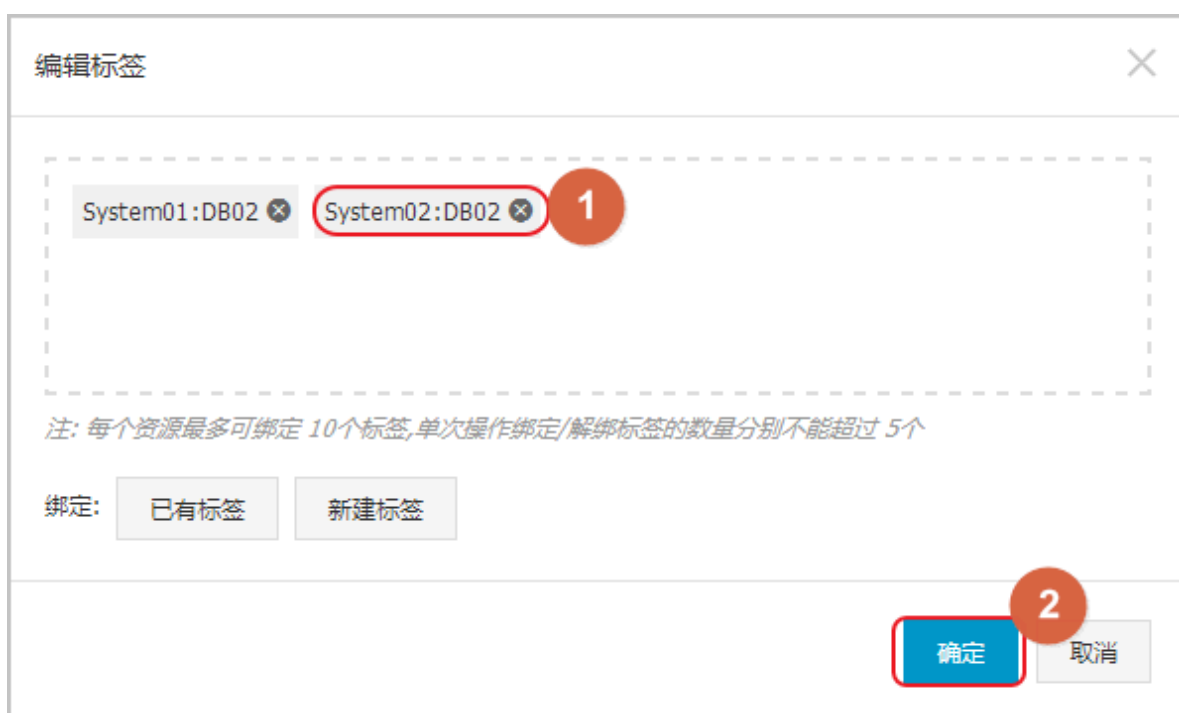 编辑标签
System01:DB02 System02:DB02 1
注: 每个资源最多可绑定 10个标签,单次操作绑定/解绑标签的数量分别不能超过 5个
绑定: 已有标签 新建标签
2
确定 取消